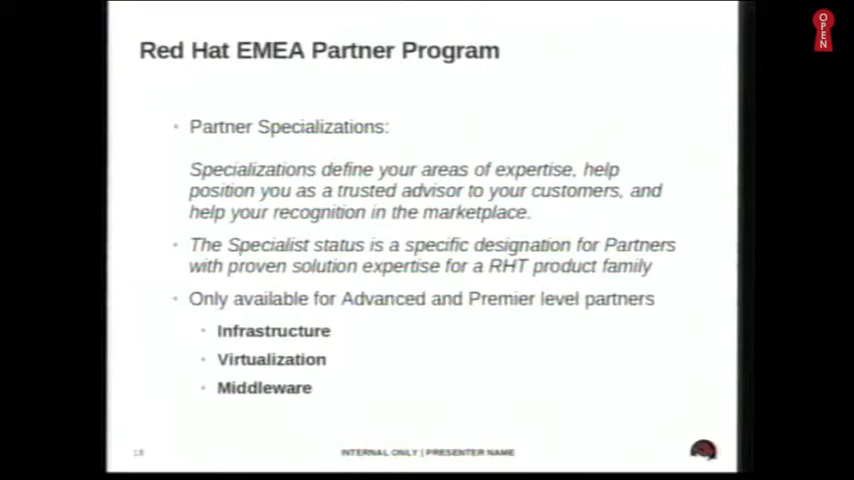 OPEN
Red Hat EMEA Partner Program
Partner Specializations:
Specializations define your areas of expertise, help
position you as a trusted advisor to your customers, and
help your recognition in the marketplace.
The Specialist status is a specific designation for Partners
with proven solution expertise for a RHT product family
Only available for Advanced and Premier level partners
Infrastructure
Virtualization
Middleware
18 INTERNAL ONLY | PRESENTER NAME